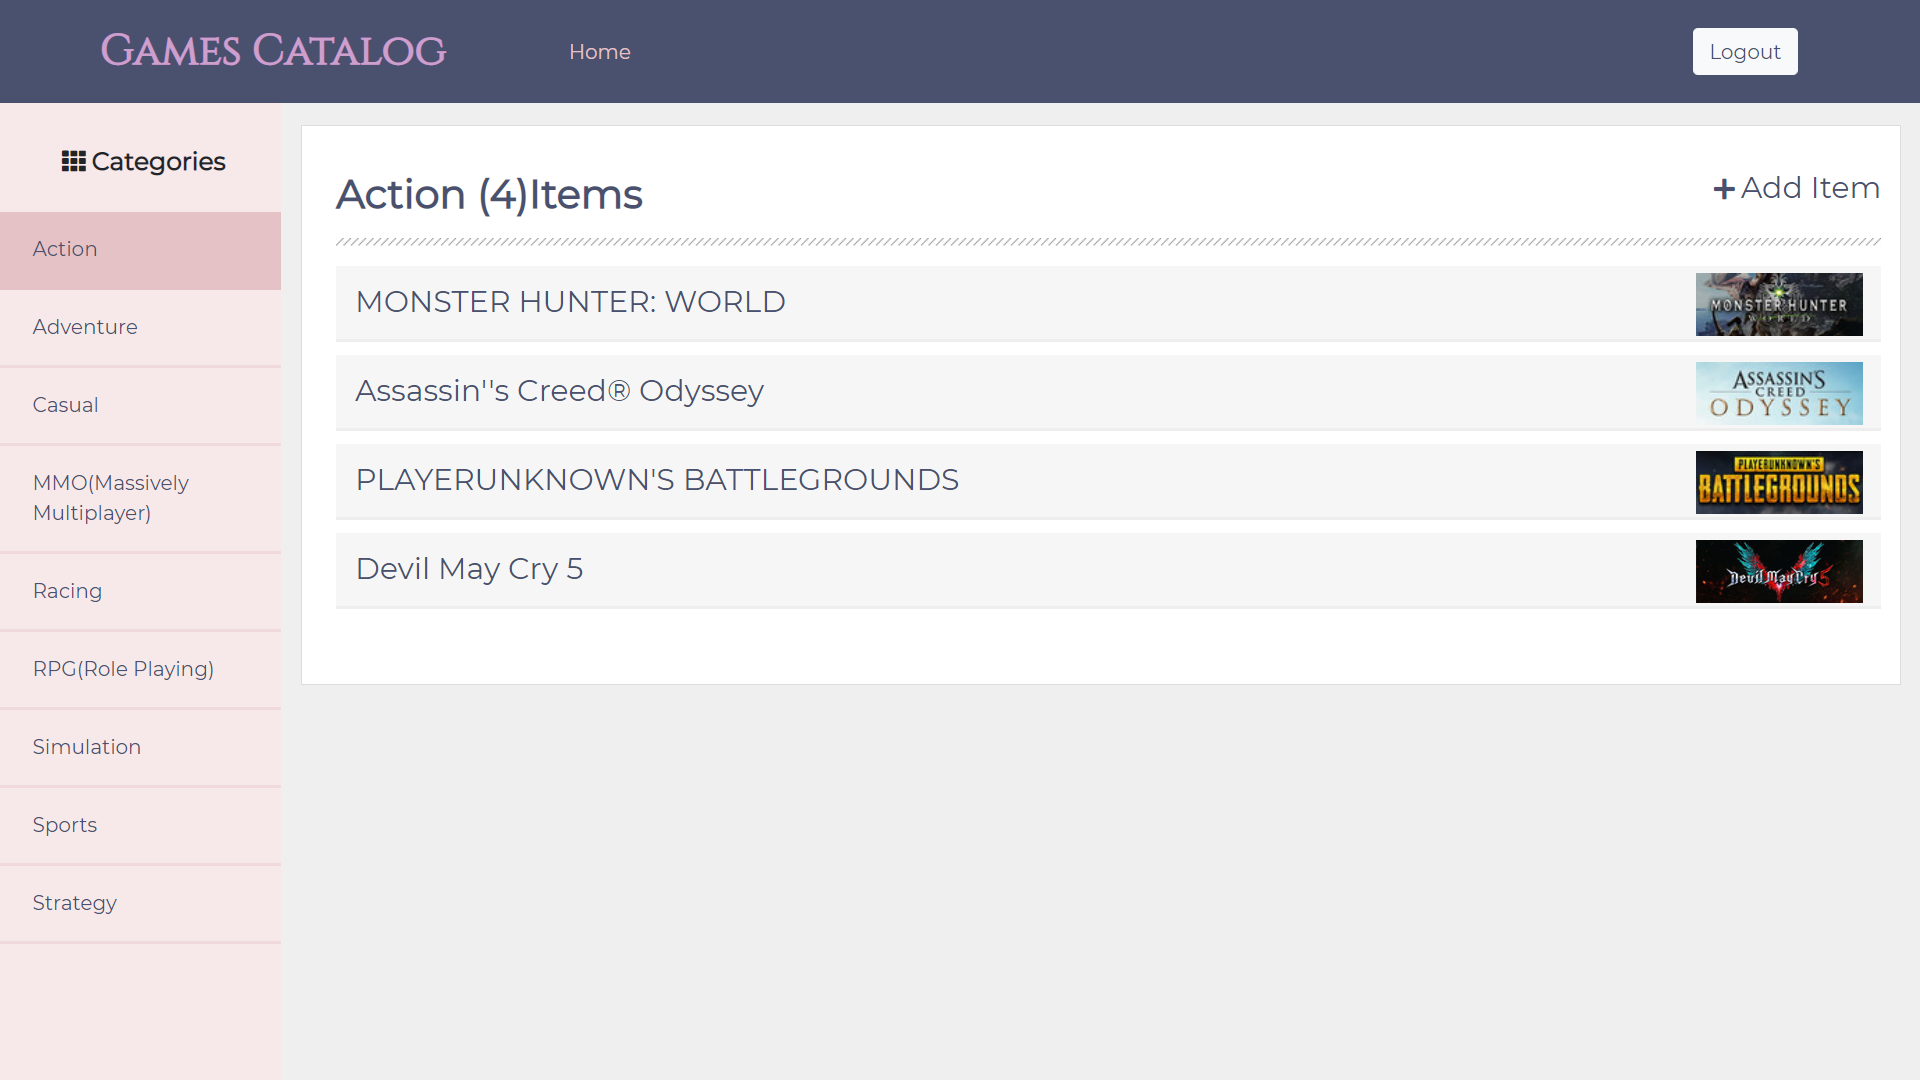 Games Catalog
Home
Logout
Categories
Action
Adventure
Casual
MMO(Massively
Multiplayer)
Racing
RPG(Role Playing)
Simulation
Sports
Strategy
Action (4)Items
Add Item
MONSTER HUNTER: WORLD
MONSTER HUNTER
WORLD
Assassin''s Creed® Odyssey
ASSASSIN'S
CREED
ODYSSEY
PLAYERUNKNOWN'S BATTLEGROUNDS
PLAYERUNKNOWN'S
BATTLEGROUNDS
Devil May Cry 5
Devil May Cry 5